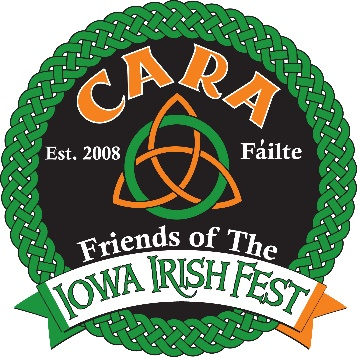 CARA
Est. 2008 Fáilte
Friends of The
IOWA IRISH FEST